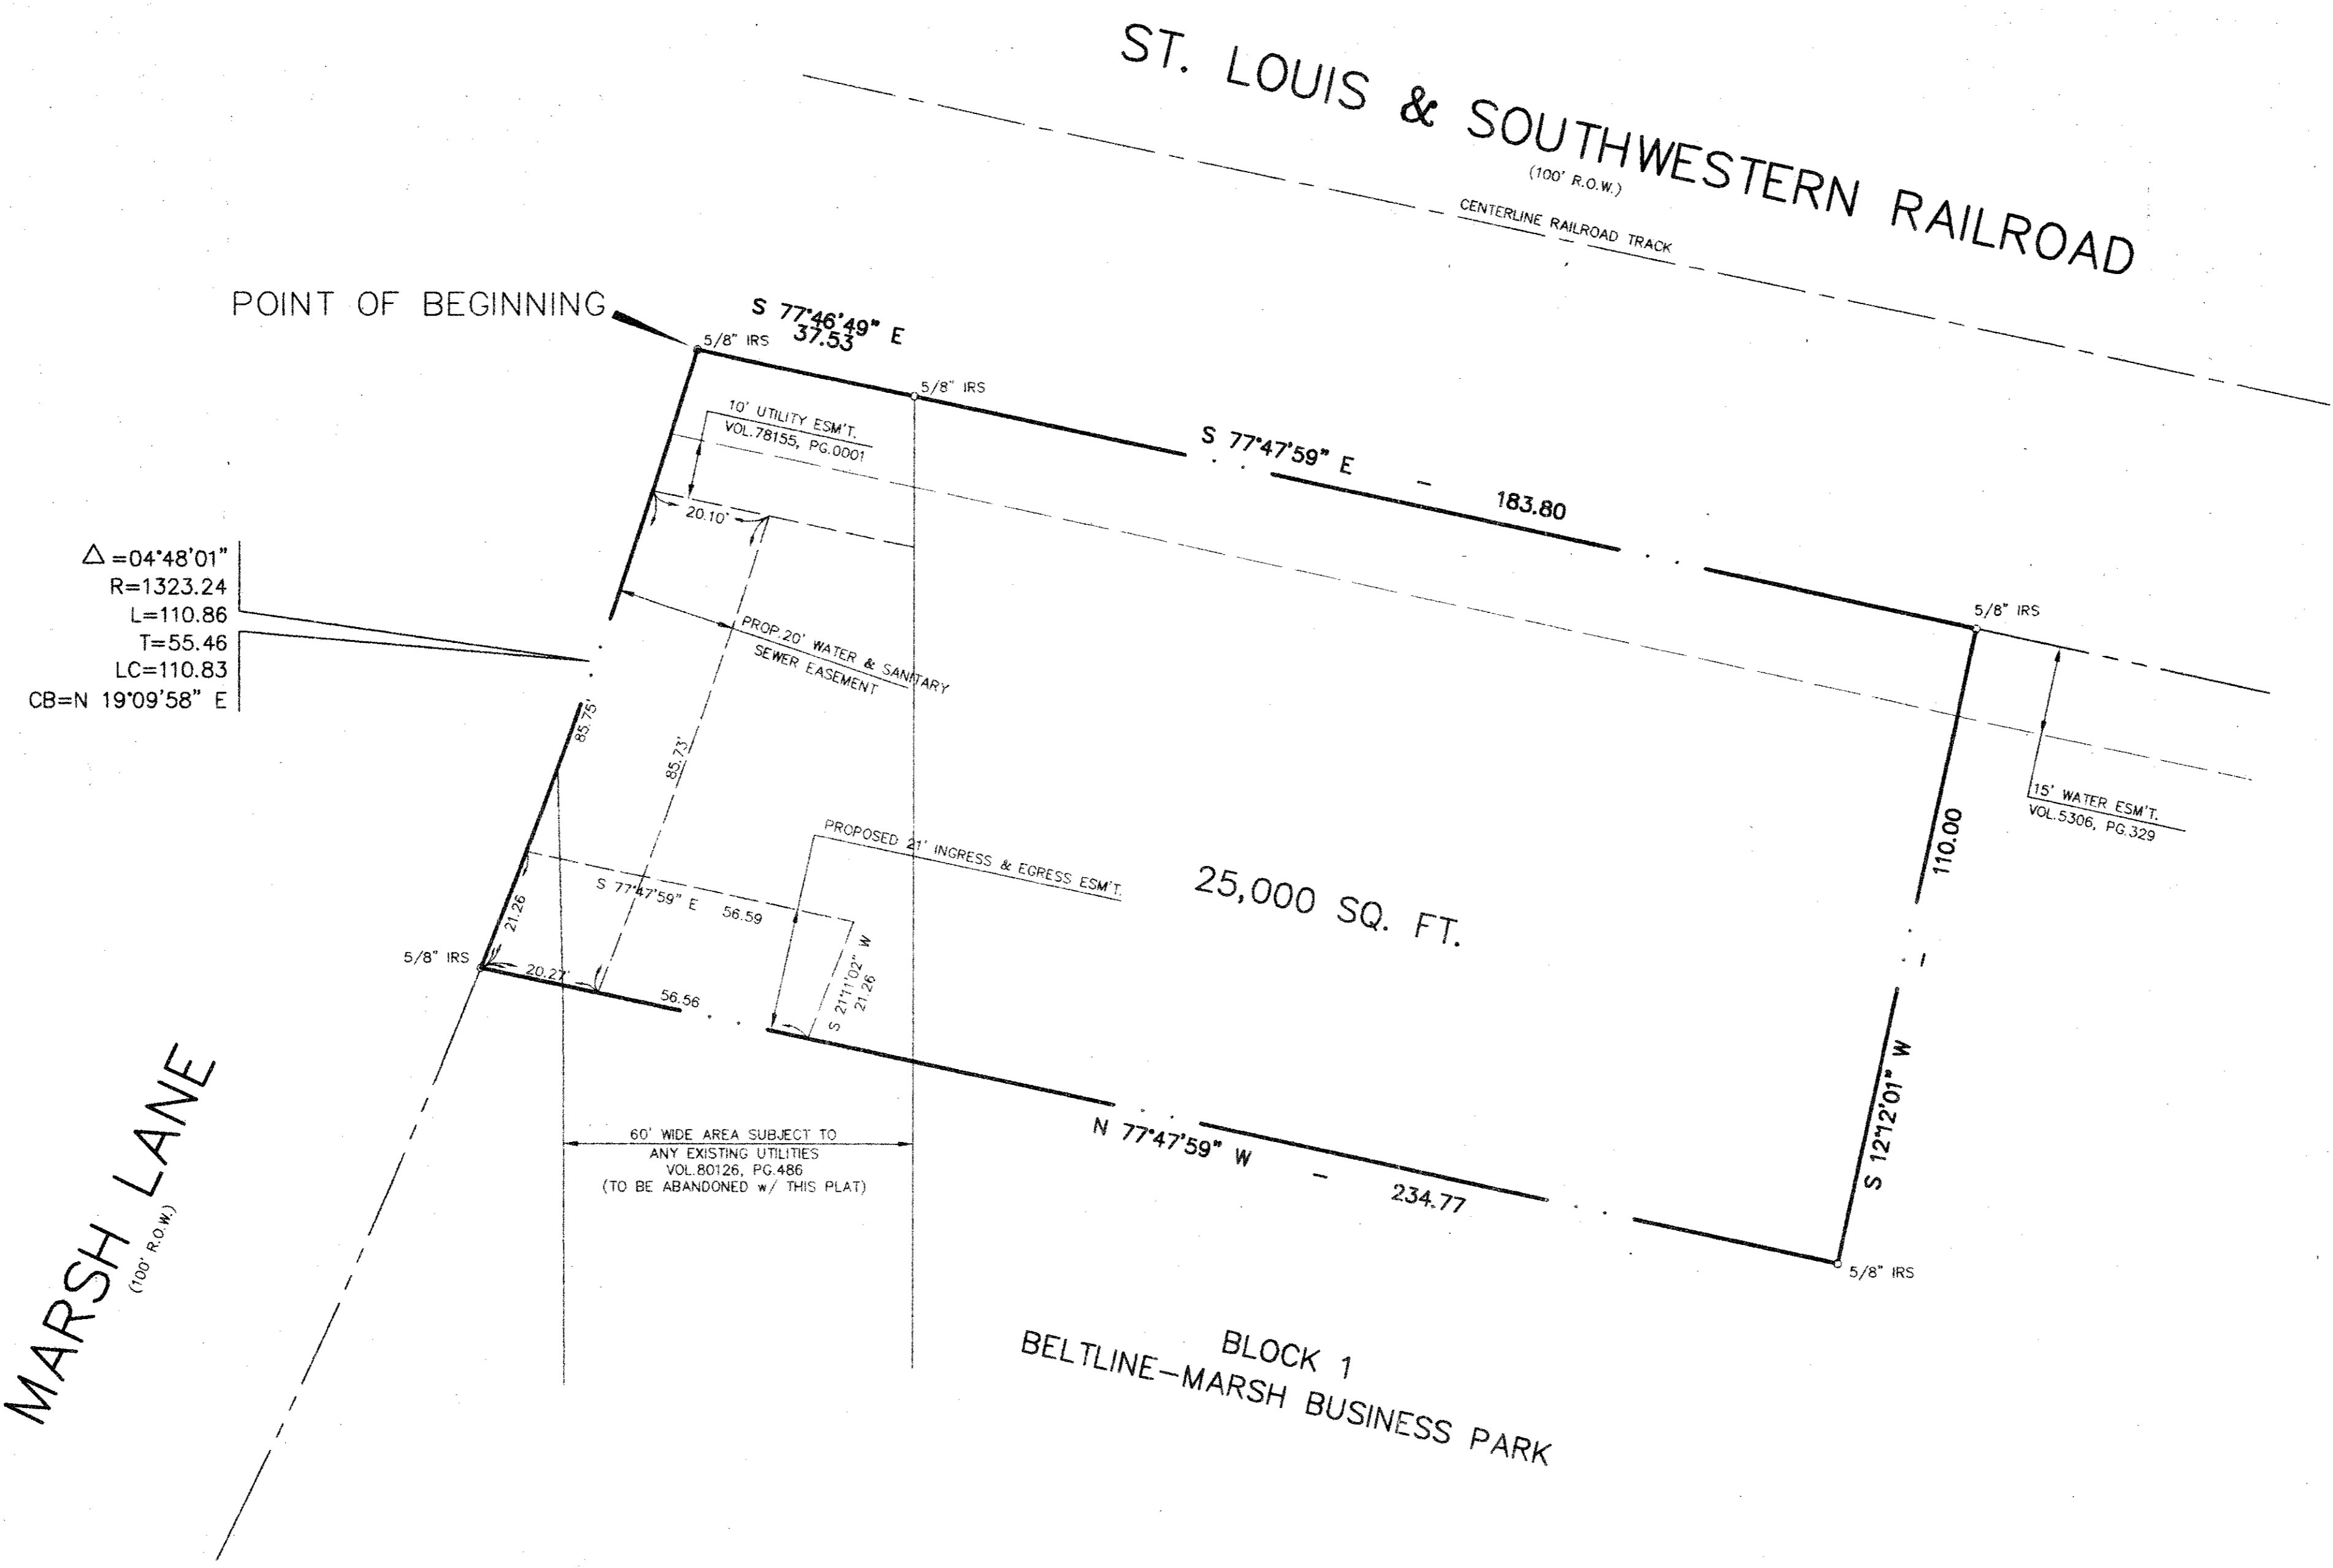 ST. LOUIS & SOUTHWESTERN RAILROAD
(100' R.O.W.)
CENTERLINE RAILROAD TRACK
POINT OF BEGINNING
S 77°46'49" E
37.53
5/8" IRS
5/8" IRS
10' UTILITY ESM'T.
VOL.78155, PG.0001
S 77°47'59" E - 183.80
20.10'
△ =04°48'01"
R=1323.24
L=110.86
T=55.46
LC=110.83
CB=N 19°09'58" E
5/8" IRS
PROP.20' WATER & SANITARY
SEWER EASEMENT
85.75'
85.73'
15' WATER ESM'T.
VOL.5306, PG.329
110.00
PROPOSED 21' INGRESS & EGRESS ESM'T.
25,000 SQ. FT.
S 77°47'59" E 56.59
21.26
5/8" IRS
20.27'
56.56
S 21°11'02" W
21.26
S 12°12'01" W -
MARSH LANE
(100' R.O.W.)
60' WIDE AREA SUBJECT TO
ANY EXISTING UTILITIES
VOL.80126, PG.486
(TO BE ABANDONED w/ THIS PLAT)
N 77°47'59" W - 234.77
5/8" IRS
BLOCK 1
BELTLINE-MARSH BUSINESS PARK